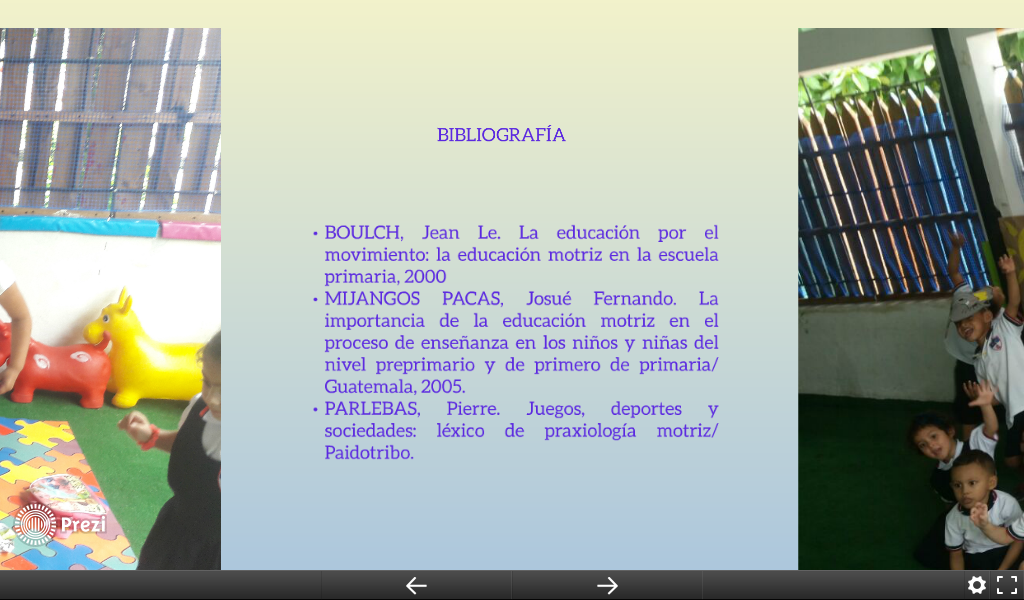 BIBLIOGRAFÍA
• BOULCH, Jean Le. La educación por el
movimiento: la educación motriz en la escuela
primaria, 2000
• MIJANGOS PACAS, Josué Fernando. La
importancia de la educación motriz en el
proceso de enseñanza en los niños y niñas del
nivel preprimario y de primero de primaria/
Guatemala, 2005.
• PARLEBAS, Pierre. Juegos, deportes y
sociedades: léxico de praxiología motriz/
Paidotribo.
Prezi